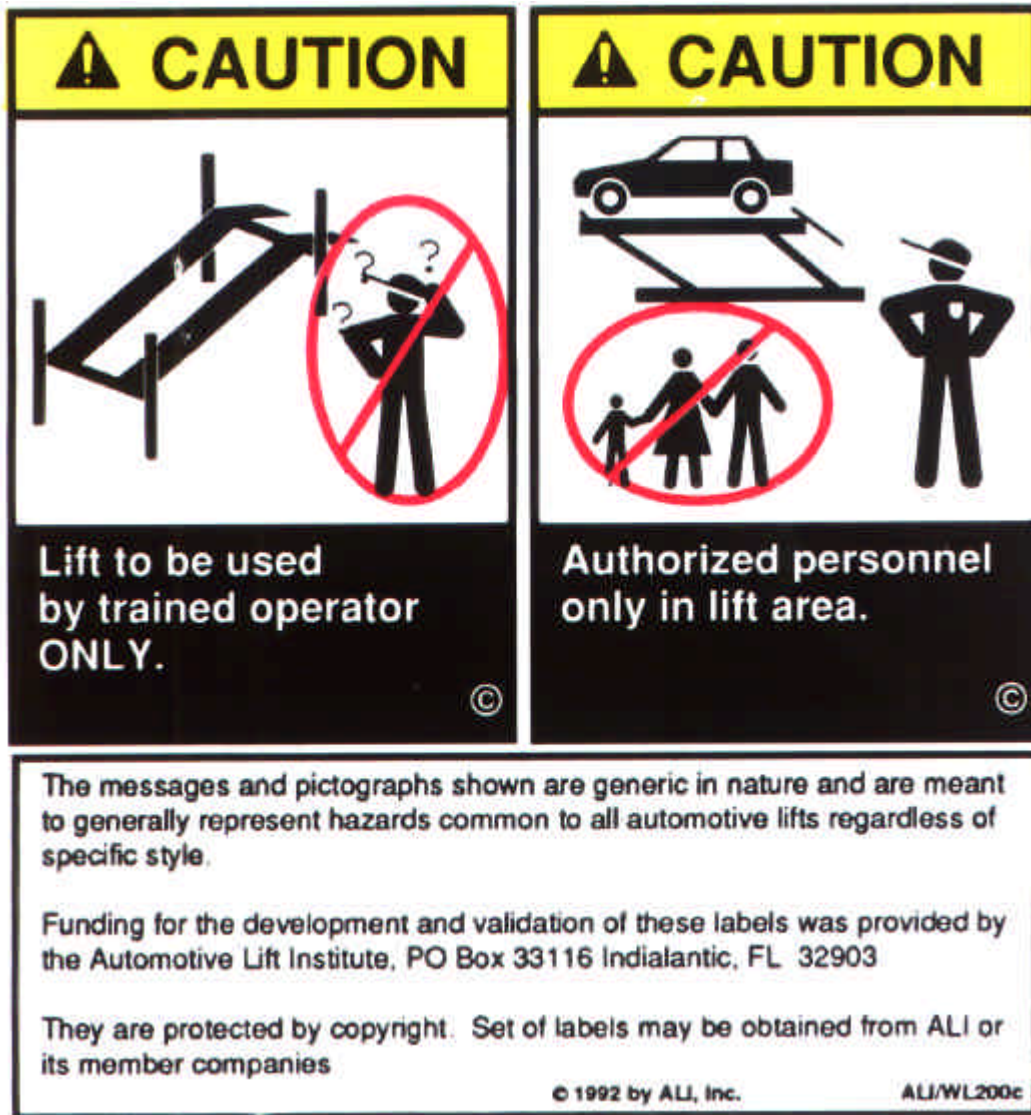 CAUTION
? ? ?
Lift to be used
by trained operator
ONLY.
©
CAUTION
Authorized personnel
only in lift area.
©
The messages and pictographs shown are generic in nature and are meant
to generally represent hazards common to all automotive lifts regardless of
specific style.
Funding for the development and validation of these labels was provided by
the Automotive Lift Institute, PO Box 33116 Indialantic, FL 32903
They are protected by copyright. Set of labels may be obtained from ALI or
its member companies
© 1992 by ALI, Inc. ALI/WL200c